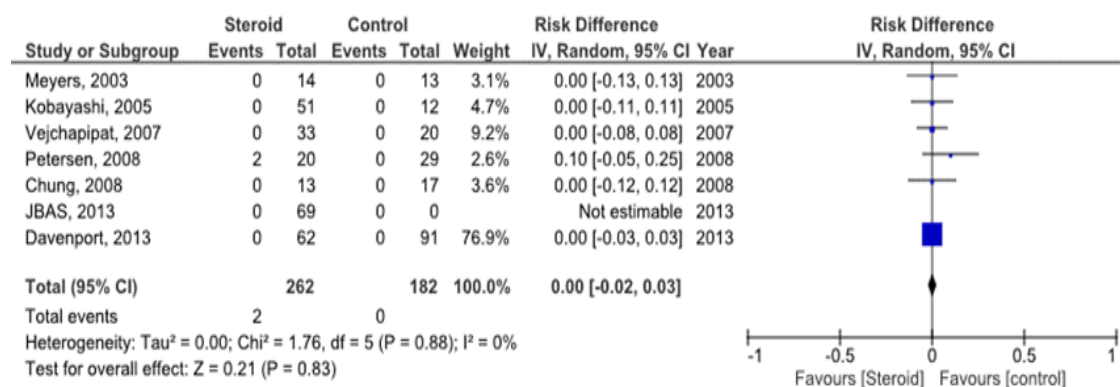 Steroid Control Risk Difference Risk Difference
Study or Subgroup Events Total Events Total Weight IV, Random, 95% CI Year IV, Random, 95% CI
Meyers, 2003 0 14 0 13 3.1% 0.00 [-0.13, 0.13] 2003
Kobayashi, 2005 0 51 0 12 4.7% 0.00 [-0.11, 0.11] 2005
Vejchapipat, 2007 0 33 0 20 9.2% 0.00 [-0.08, 0.08] 2007
Petersen, 2008 2 20 0 29 2.6% 0.10 [-0.05, 0.25] 2008
Chung, 2008 0 13 0 17 3.6% 0.00 [-0.12, 0.12] 2008
JBAS, 2013 0 69 0 0 Not estimable 2013
Davenport, 2013 0 62 0 91 76.9% 0.00 [-0.03, 0.03] 2013
Total (95% CI) 262 182 100.0% 0.00 [-0.02, 0.03]
Total events 2 0
Heterogeneity: Tau² = 0.00; Chi² = 1.76, df = 5 (P = 0.88); I² = 0%
Test for overall effect: Z = 0.21 (P = 0.83)
-1 -0.5 0 0.5 1
Favours [Steroid] Favours [control]